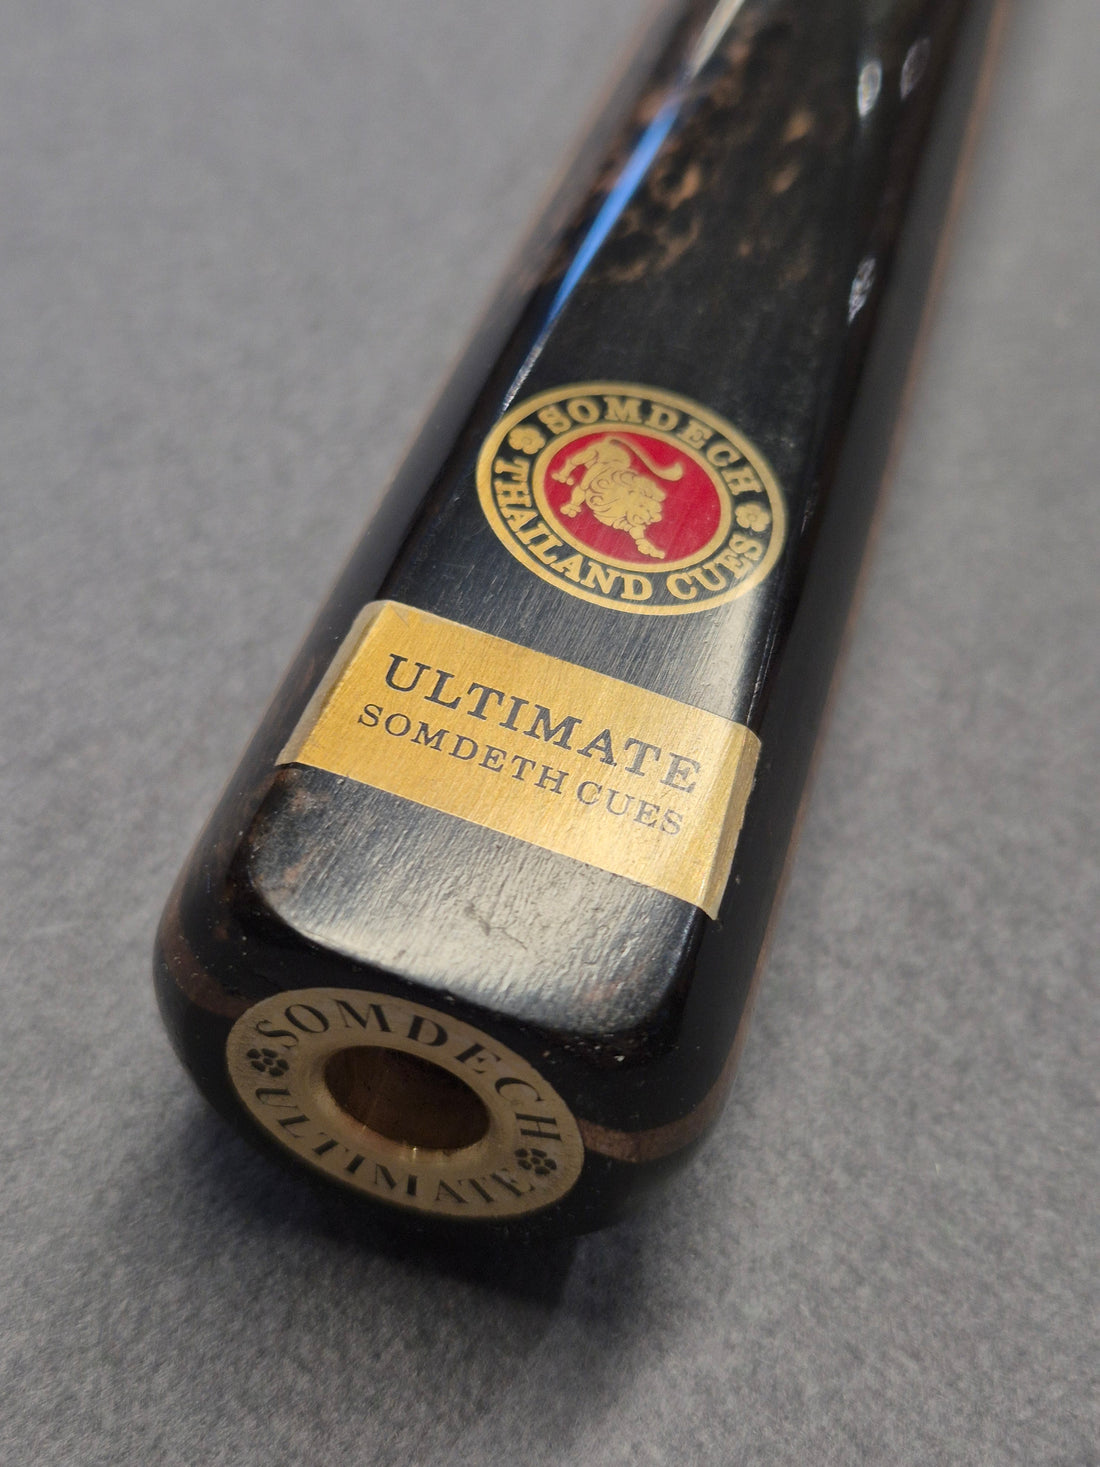 SOMDECH
THAILAND CUES
ULTIMATE
SOMDETH CUES
SOMDECH
ULTIMATE